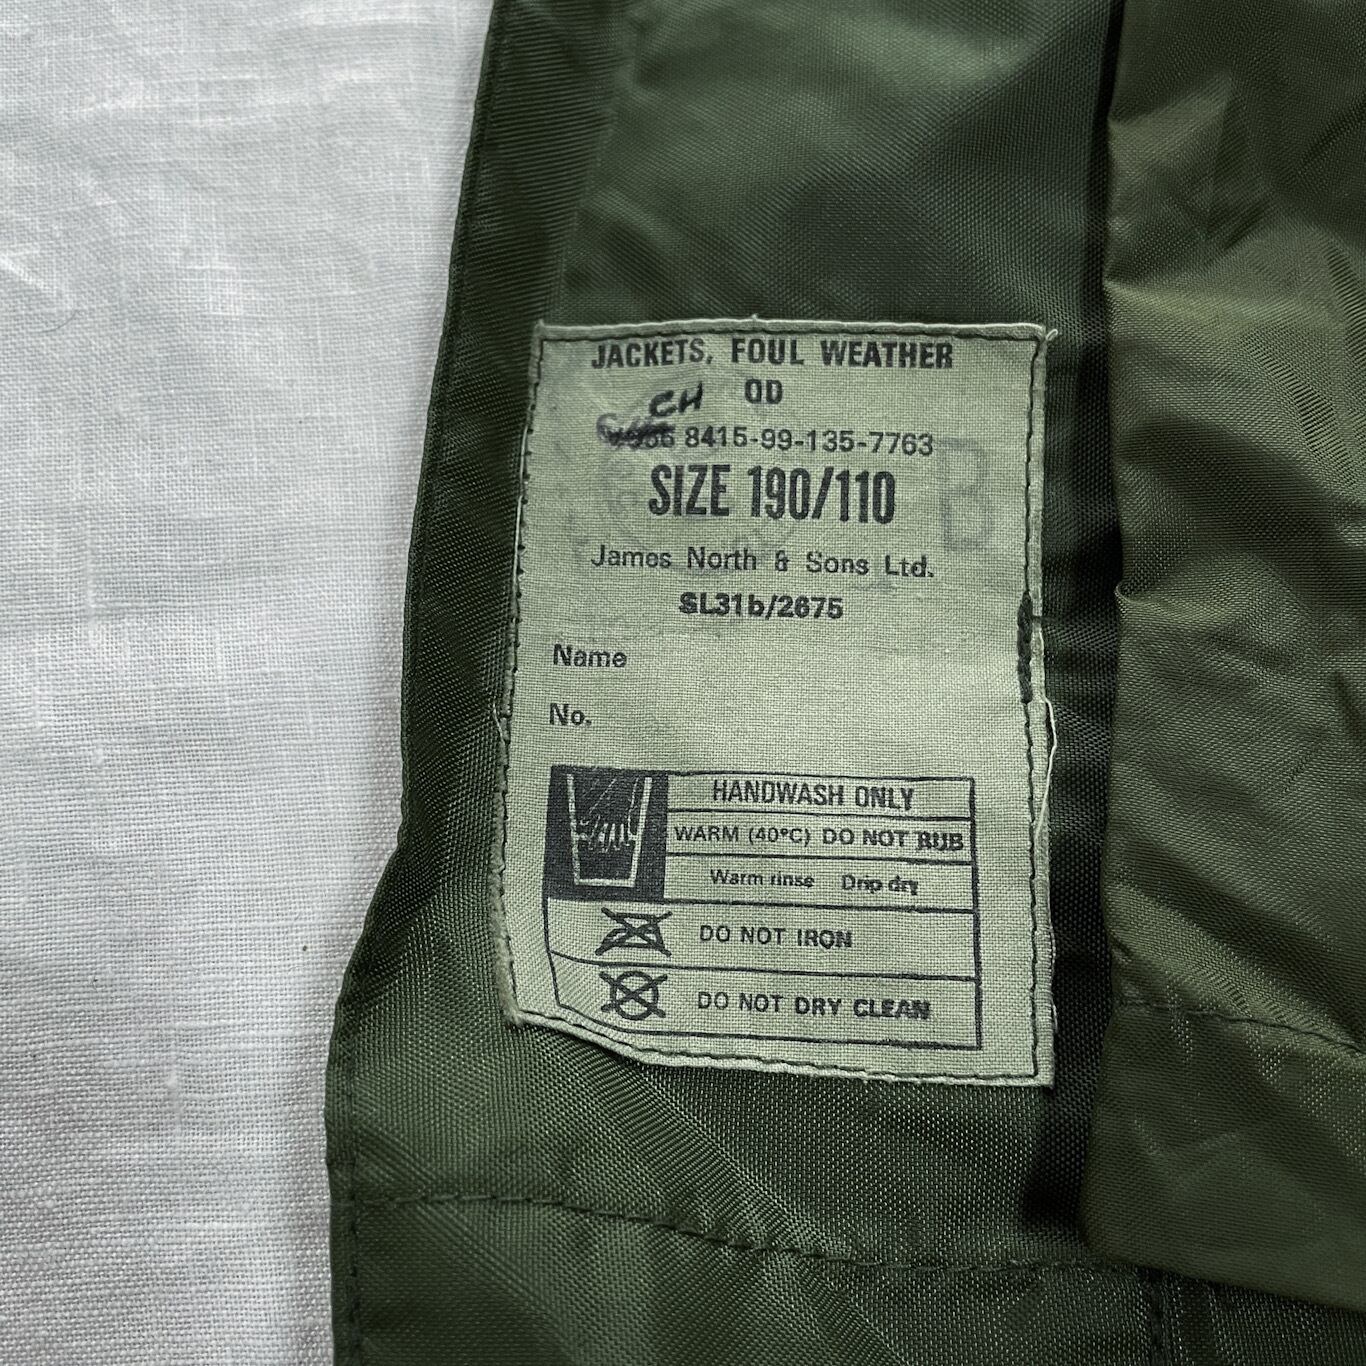 JACKETS, FOUL WEATHER
CH OD
8415-99-135-7763
SIZE 190/110
B
James North & Sons Ltd.
SL31b/2675
Name
No.
HANDWASH ONLY
WARM (40°C) DO NOT RUB
Warm rinse Drip dry
DO NOT IRON
DO NOT DRY CLEAN